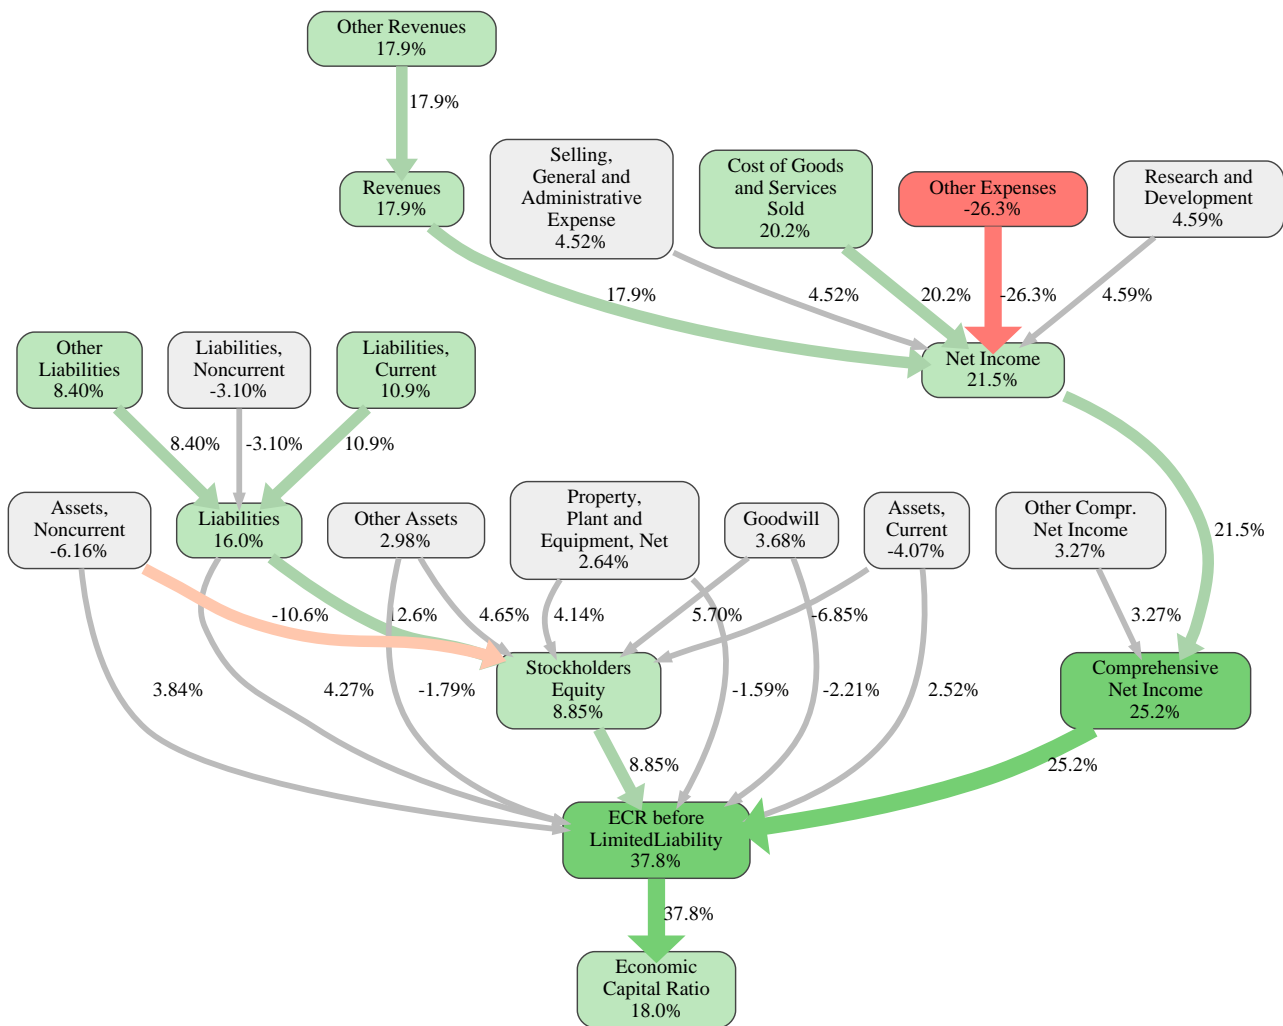 Other Revenues
17.9%
17.9%
Selling,
General and
Administrative
Expense
4.52%
Cost of Goods
and Services
Sold
20.2%
Other Expenses
-26.3%
Research and
Development
4.59%
Revenues
17.9%
17.9%
4.52%
20.2%
-26.3%
4.59%
Other
Liabilities
8.40%
Liabilities,
Noncurrent
-3.10%
Liabilities,
Current
10.9%
Net Income
21.5%
8.40%
-3.10%
10.9%
Assets,
Noncurrent
-6.16%
Liabilities
16.0%
Other Assets
2.98%
Property,
Plant and
Equipment, Net
2.64%
Goodwill
3.68%
Assets,
Current
-4.07%
Other Compr.
Net Income
3.27%
21.5%
-10.6%
12.6%
4.65%
4.14%
5.70%
-6.85%
3.27%
Stockholders
Equity
8.85%
Comprehensive
Net Income
25.2%
3.84%
4.27%
-1.79%
-1.59%
-2.21%
2.52%
8.85%
25.2%
ECR before
LimitedLiability
37.8%
37.8%
Economic
Capital Ratio
18.0%